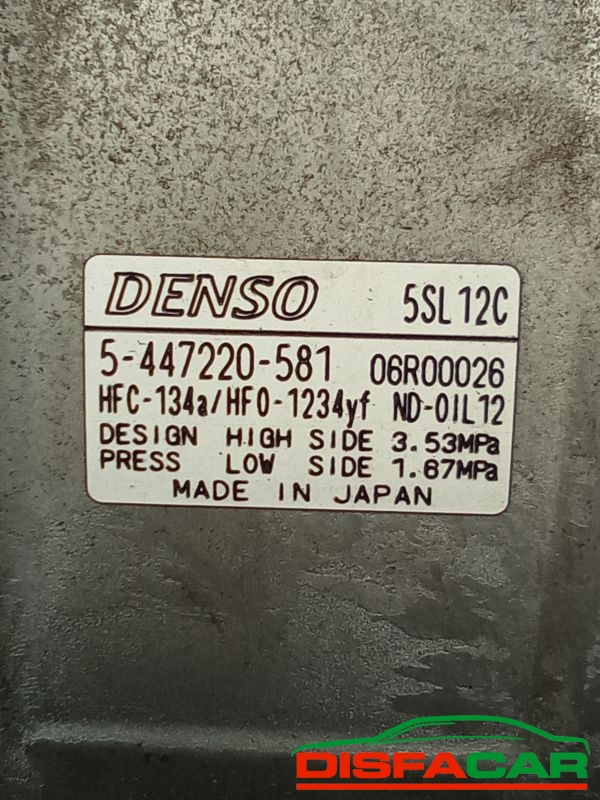 DENSO 5SL12C
5-447220-581 06R00026
HFC-134a/HFO-1234yf ND-OIL12
DESIGN HIGH SIDE 3.53MPa
PRESS LOW SIDE 1.67MPa
MADE IN JAPAN
DISFACAR